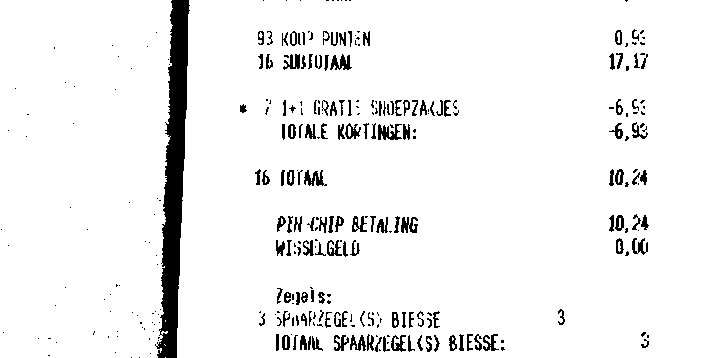 93 KOOP PUNTEN 0,93
16 SUBTOTAAL 17,17
* 7 1+1 GRATIS SNOEPZAKJES -6,93
TOTALE KORTINGEN: -6,93
16 TOTAAL 10,24
PIN-CHIP BETALING 10,24
WISSELGELD 0,00
Zegels:
3 SPAARZEGEL(S) BIESSE 3
TOTAAL SPAARZEGEL(S) BIESSE: 3